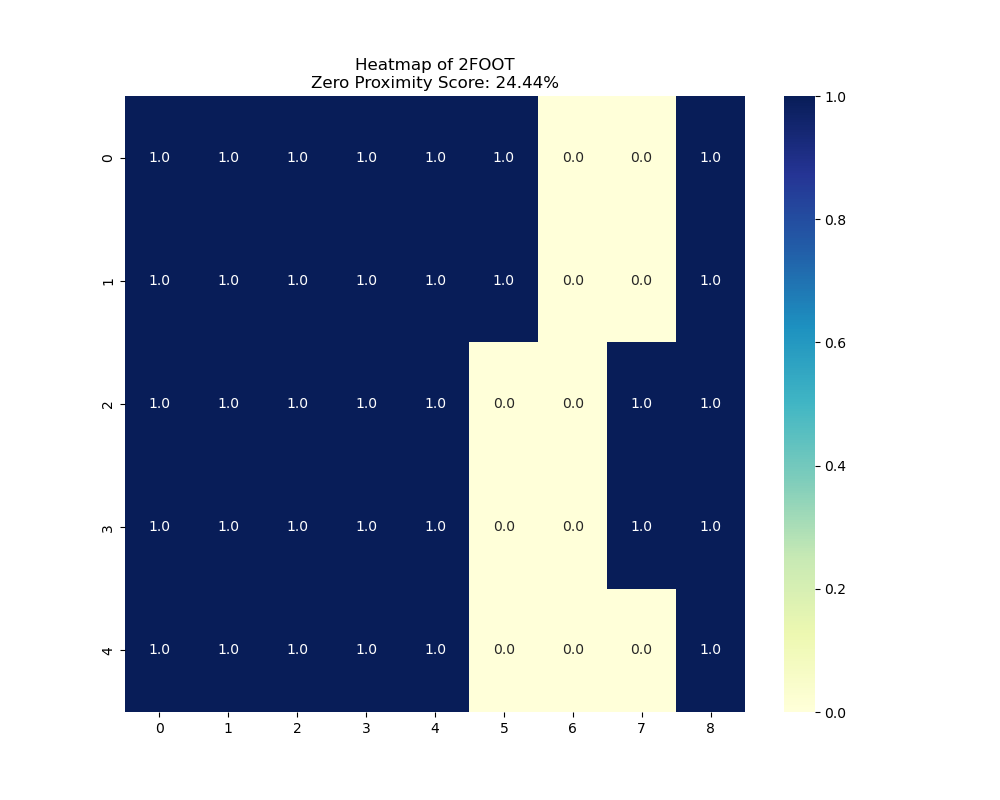 Heatmap of 2FOOT
Zero Proximity Score: 24.44%
0 1.0 1.0 1.0 1.0 1.0 1.0 0.0 0.0 1.0
1 1.0 1.0 1.0 1.0 1.0 1.0 0.0 0.0 1.0
2 1.0 1.0 1.0 1.0 1.0 0.0 0.0 1.0 1.0
3 1.0 1.0 1.0 1.0 1.0 0.0 0.0 1.0 1.0
4 1.0 1.0 1.0 1.0 1.0 0.0 0.0 0.0 1.0
0 1 2 3 4 5 6 7 8
1.0
0.8
0.6
0.4
0.2
0.0